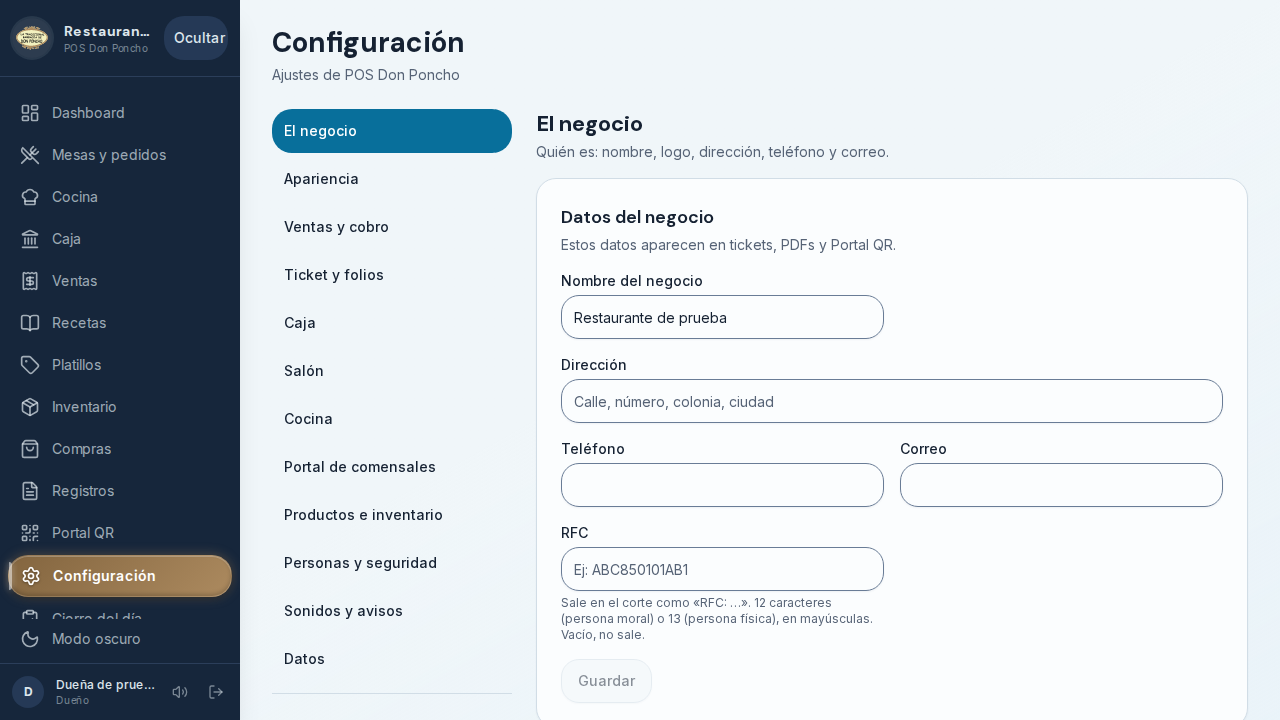 Restauran…
POS Don Poncho
Ocultar
Dashboard
Mesas y pedidos
Cocina
Caja
Ventas
Recetas
Platillos
Inventario
Compras
Registros
Portal QR
Configuración
Cierre del día
Modo oscuro
D
Dueña de prue…
Dueño
Configuración
Ajustes de POS Don Poncho
El negocio
Apariencia
Ventas y cobro
Ticket y folios
Caja
Salón
Cocina
Portal de comensales
Productos e inventario
Personas y seguridad
Sonidos y avisos
Datos
El negocio
Quién es: nombre, logo, dirección, teléfono y correo.
Datos del negocio
Estos datos aparecen en tickets, PDFs y Portal QR.
Nombre del negocio
Restaurante de prueba
Dirección
Calle, número, colonia, ciudad
Teléfono
Correo
RFC
Ej: ABC850101AB1
Sale en el corte como «RFC: …». 12 caracteres
(persona moral) o 13 (persona física), en mayúsculas.
Vacío, no sale.
Guardar